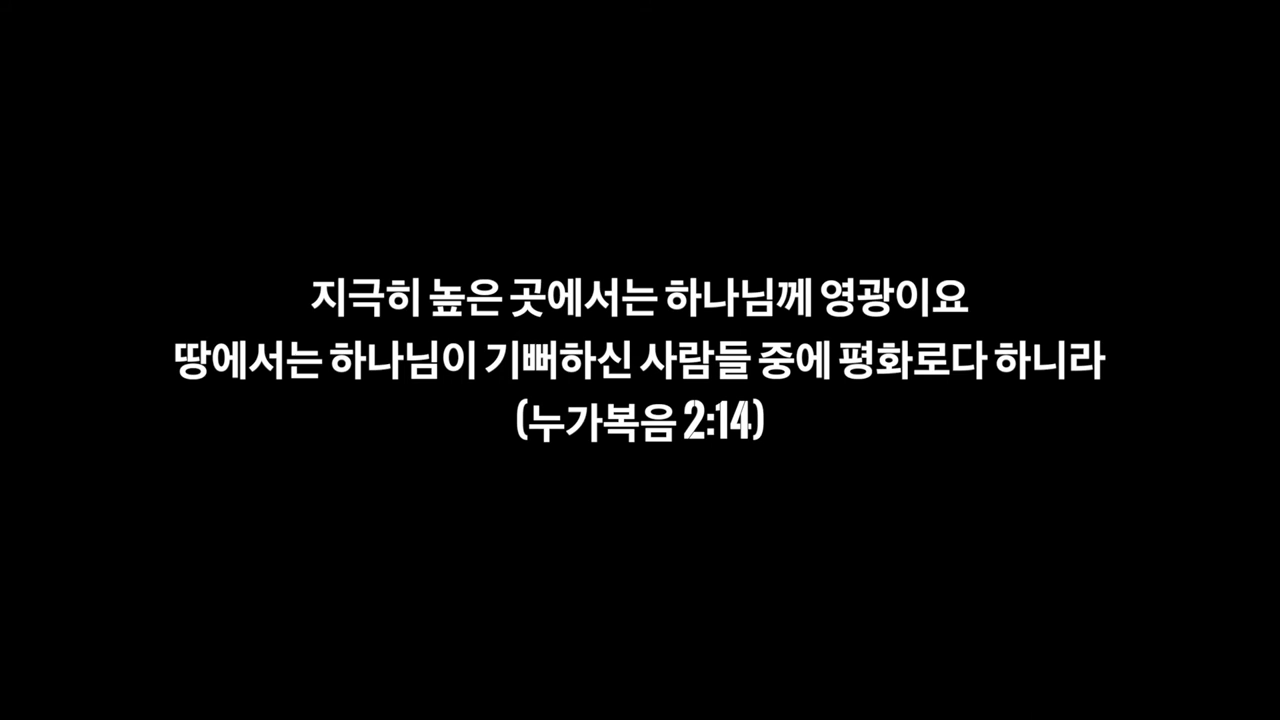 지극히 높은 곳에서는 하나님께 영광이요
땅에서는 하나님이 기뻐하신 사람들 중에 평화로다 하니라
(누가복음 2:14)